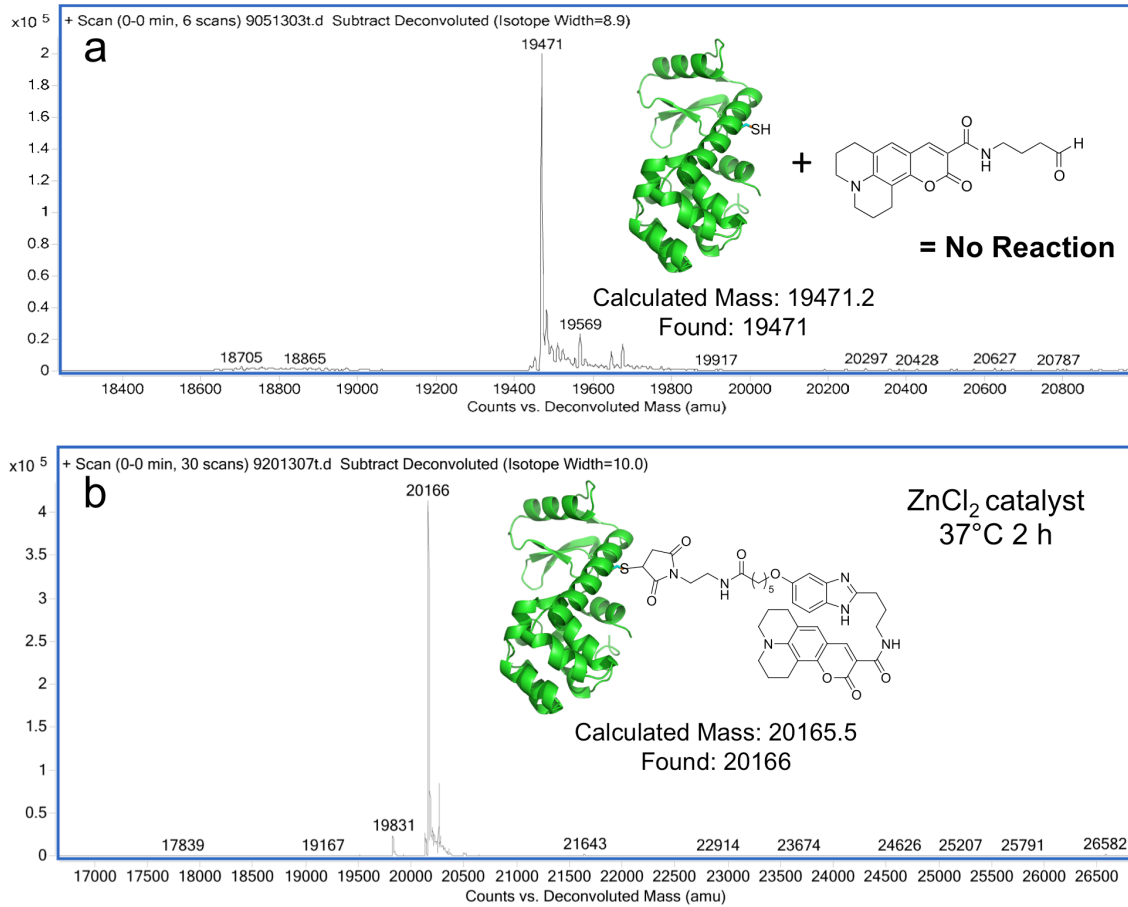 + Scan (0-0 min, 6 scans) 9051303t.d Subtract Deconvoluted (Isotope Width=8.9)
x10 5
a
19471
2
1.8
1.6
1.4
1.2
1
0.8
0.6
0.4
0.2
0
SH
+
O
N
H
H
O
N
O
O
= No Reaction
Calculated Mass: 19471.2
Found: 19471
19569
18705 18865 19917 20297 20428 20627 20787
18400 18600 18800 19000 19200 19400 19600 19800 20000 20200 20400 20600 20800
Counts vs. Deconvoluted Mass (amu)
+ Scan (0-0 min, 30 scans) 9201307t.d Subtract Deconvoluted (Isotope Width=10.0)
x10 5
b
20166
ZnCl2 catalyst
37°C 2 h
4
3.5
3
2.5
2
1.5
1
0.5
0
S
O
N
O
N
H
O
5
O
N
N
H
NH
O
N
O
O
Calculated Mass: 20165.5
Found: 20166
19831
17839 19167 21643 22914 23674 24626 25207 25791 26582
17000 17500 18000 18500 19000 19500 20000 20500 21000 21500 22000 22500 23000 23500 24000 24500 25000 25500 26000 26500
Counts vs. Deconvoluted Mass (amu)